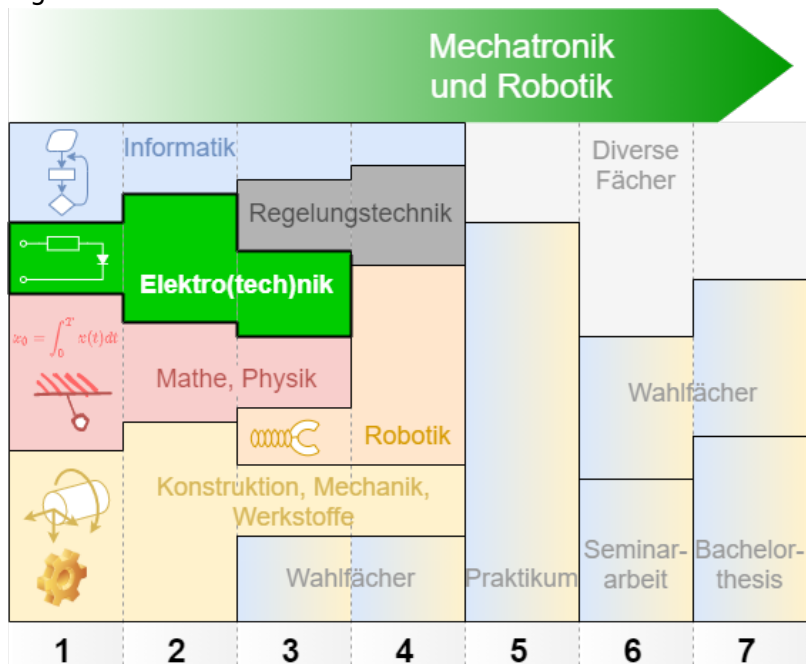 Mechatronik
und Robotik
Informatik
Diverse
Fächer
Regelungstechnik
Elektro(tech)nik
x₀ = ∫₀ᵀ v(t)dt
Mathe, Physik
Wahlfächer
Robotik
Konstruktion, Mechanik,
Werkstoffe
Wahlfächer
Praktikum
Seminar-
arbeit
Bachelor-
thesis
1 2 3 4 5 6 7